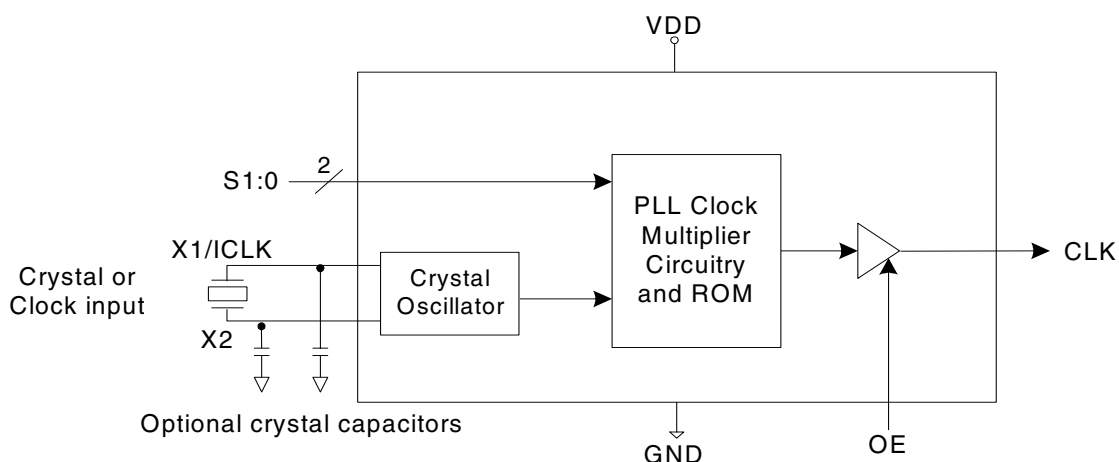 VDD
2
S1:0
PLL Clock
Multiplier
Circuitry
and ROM
X1/ICLK
CLK
Crystal or
Clock input
Crystal
Oscillator
X2
Optional crystal capacitors
GND
OE